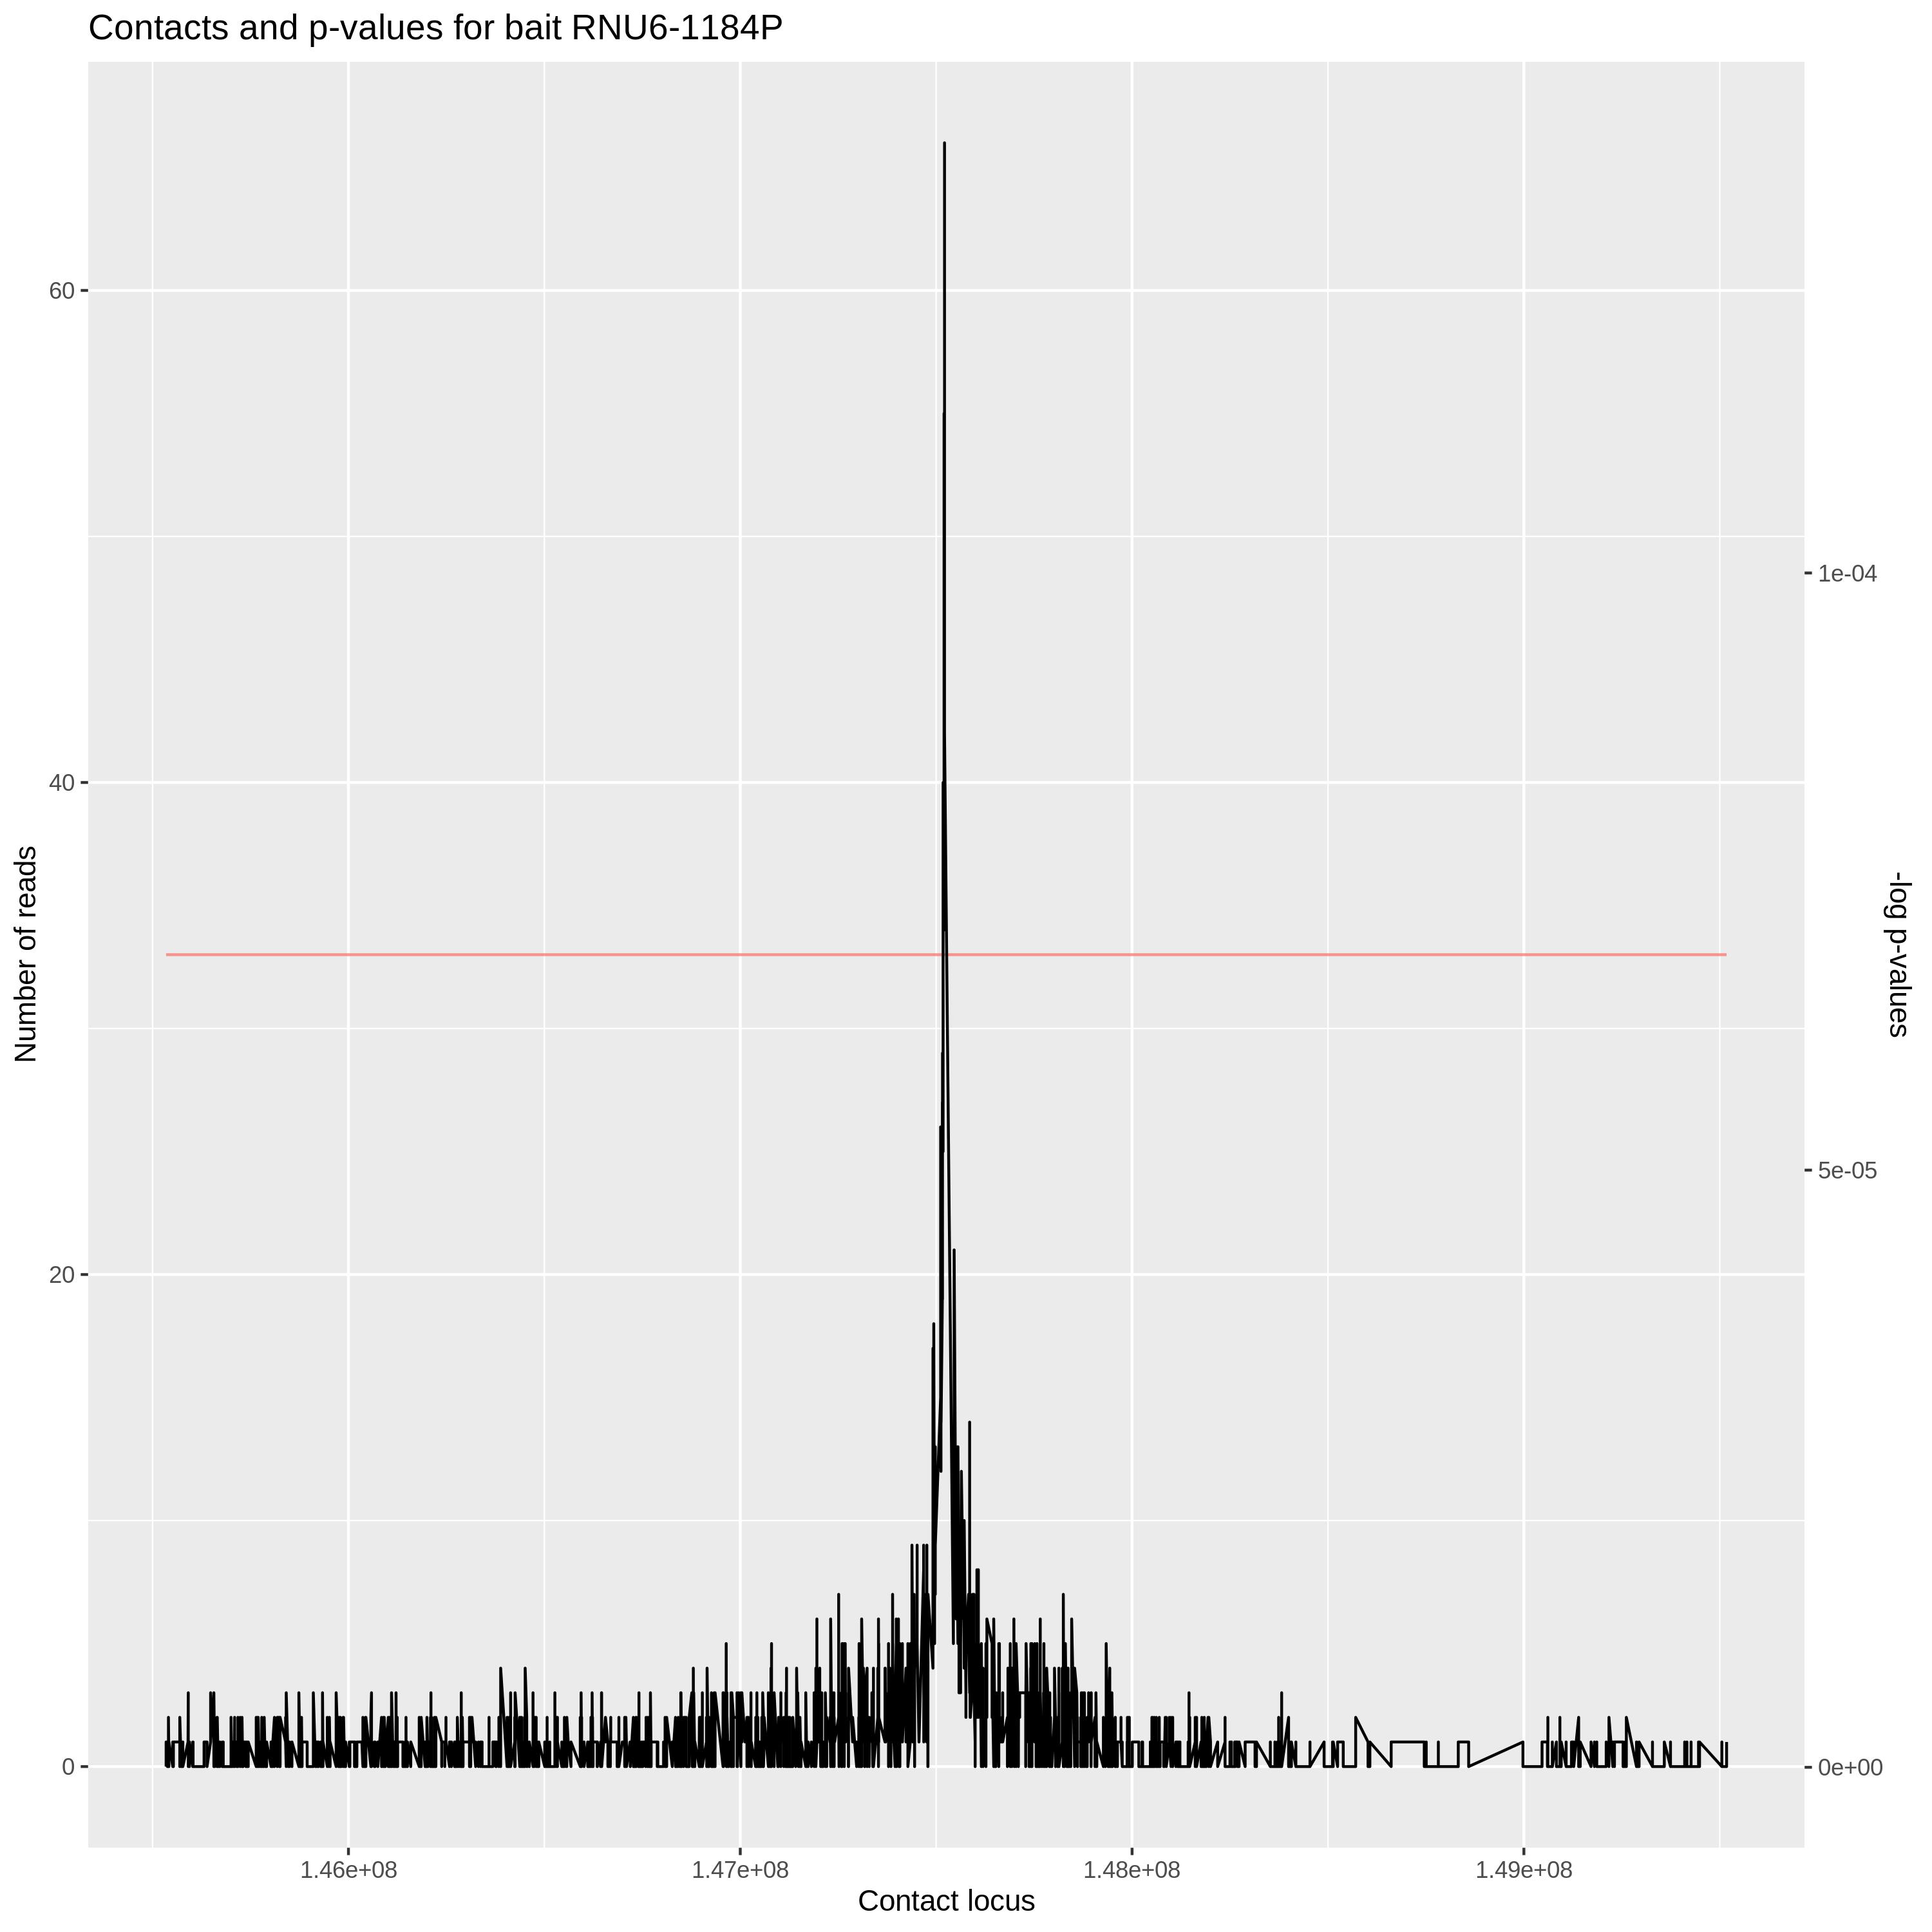 Contacts and p-values for bait RNU6-1184P
60
40
20
0
Number of reads
1e-04
5e-05
0e+00
-log p-values
1.46e+08
1.47e+08
1.48e+08
1.49e+08
Contact locus